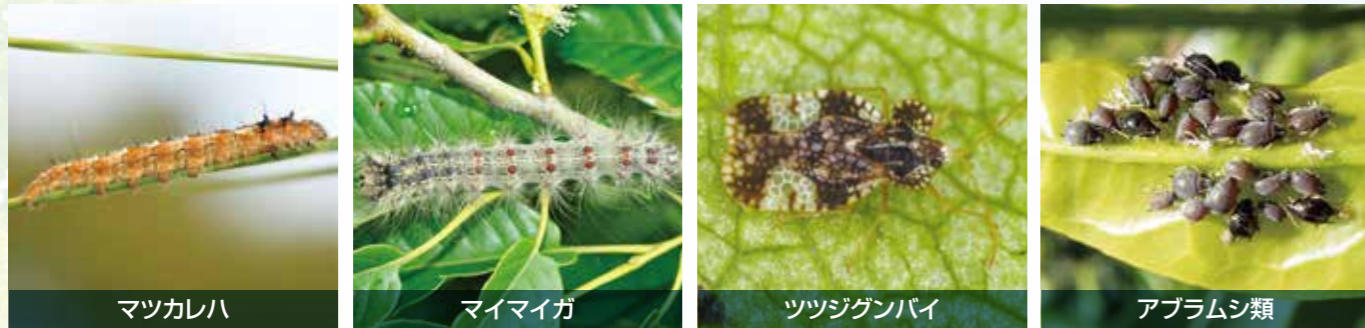 マツカレハ
マイマイガ
ツツジグンバイ
アブラムシ類